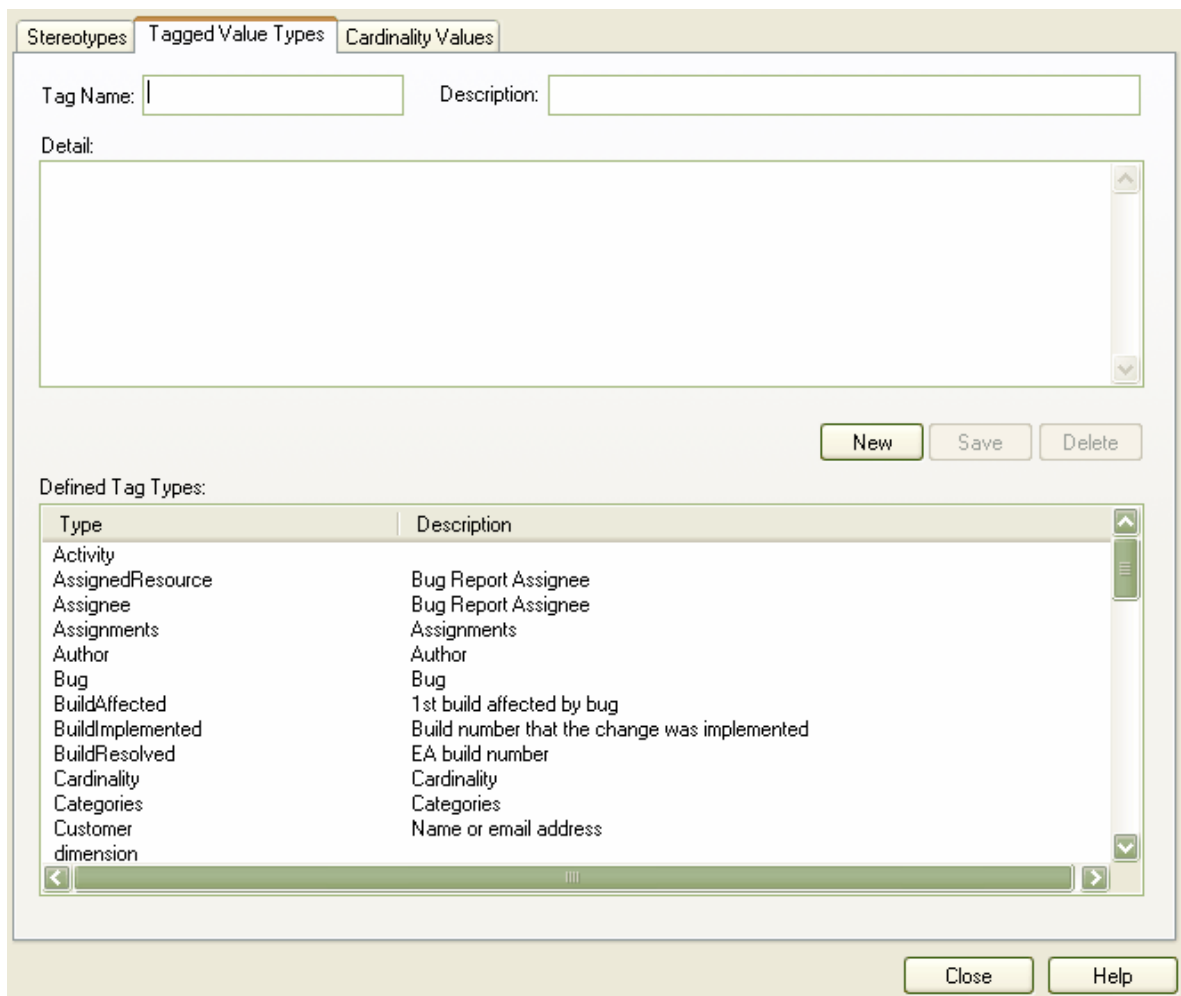 Stereotypes Tagged Value Types Cardinality Values
Tag Name: Description:
Detail:
New Save Delete
Defined Tag Types:
Type Description
Activity
AssignedResource Bug Report Assignee
Assignee Bug Report Assignee
Assignments Assignments
Author Author
Bug Bug
BuildAffected 1st build affected by bug
BuildImplemented Build number that the change was implemented
BuildResolved EA build number
Cardinality Cardinality
Categories Categories
Customer Name or email address
dimension
Close Help